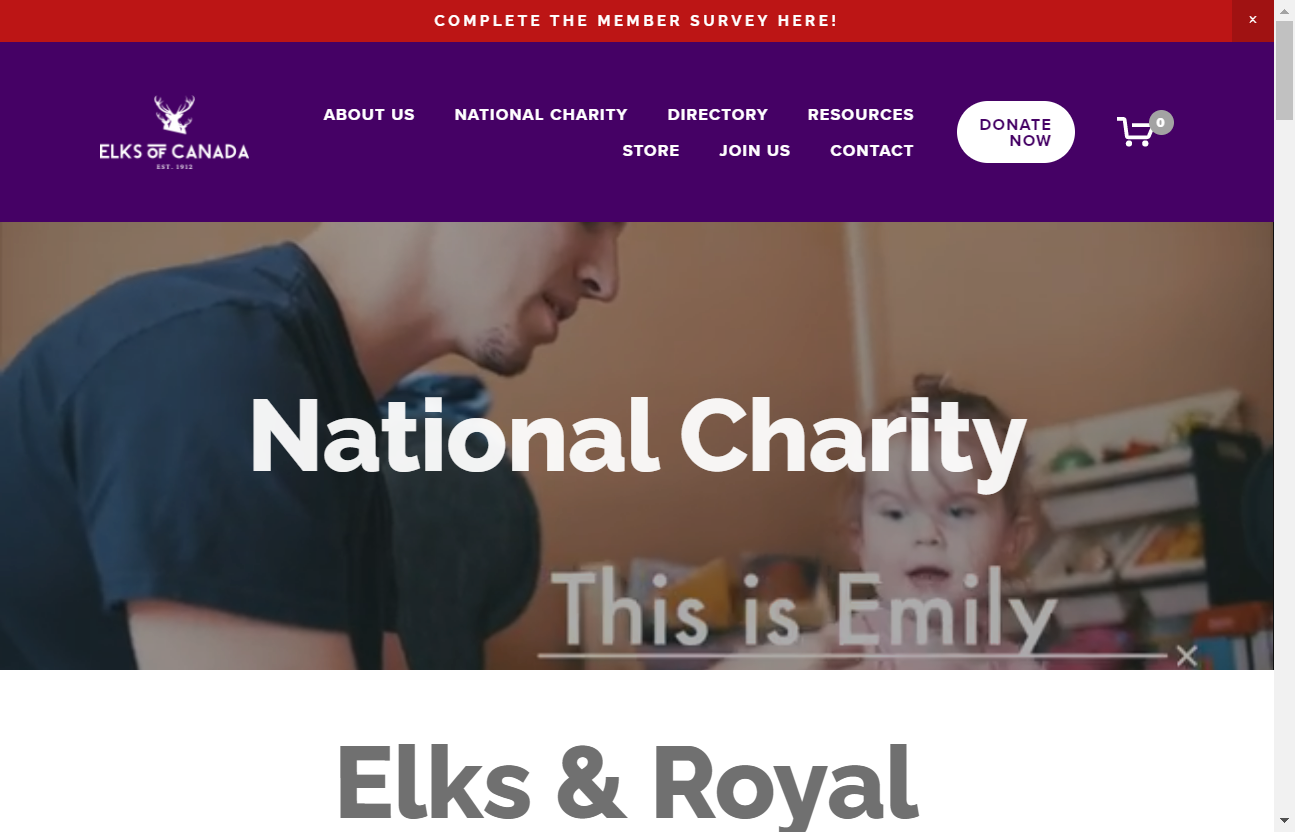 COMPLETE THE MEMBER SURVEY HERE!
×
ELKS OF CANADA
EST. 1912
ABOUT US NATIONAL CHARITY DIRECTORY RESOURCES
STORE JOIN US CONTACT
DONATE
NOW
0
National Charity
This is Emily
Elks & Royal